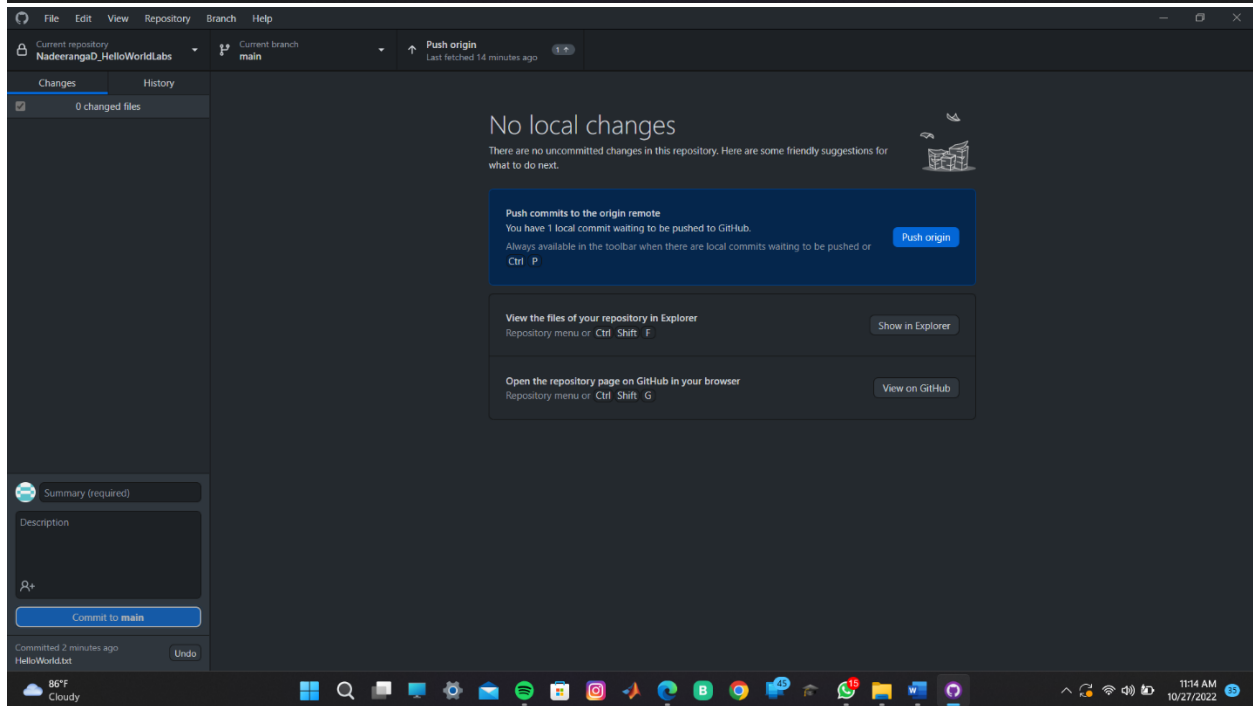 File Edit View Repository Branch Help
Current repository
NadeerangaD_HelloWorldLabs
Current branch
main
Push origin
Last fetched 14 minutes ago
1
Changes History
0 changed files
No local changes
There are no uncommitted changes in this repository. Here are some friendly suggestions for
what to do next.
Push commits to the origin remote
You have 1 local commit waiting to be pushed to GitHub.
Always available in the toolbar when there are local commits waiting to be pushed or
Ctrl P
Push origin
View the files of your repository in Explorer
Repository menu or Ctrl Shift F
Show in Explorer
Open the repository page on GitHub in your browser
Repository menu or Ctrl Shift G
View on GitHub
Summary (required)
Description
Commit to main
Committed 2 minutes ago
HelloWorld.txt
Undo
86°F
Cloudy
B
45
15
11:14 AM
10/27/2022
35